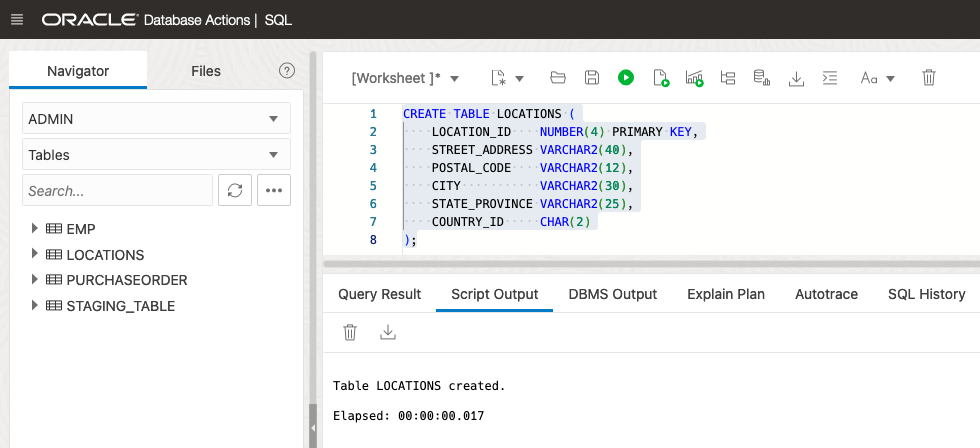 ORACLE Database Actions | SQL
Navigator
Files
?
ADMIN
Tables
Search...
EMP
LOCATIONS
PURCHASEORDER
STAGING_TABLE
[Worksheet ]*
Aa
1 CREATE TABLE LOCATIONS (
2 LOCATION_ID NUMBER(4) PRIMARY KEY,
3 STREET_ADDRESS VARCHAR2(40),
4 POSTAL_CODE VARCHAR2(12),
5 CITY VARCHAR2(30),
6 STATE_PROVINCE VARCHAR2(25),
7 COUNTRY_ID CHAR(2)
8 );
Query Result Script Output DBMS Output Explain Plan Autotrace SQL History
Table LOCATIONS created.
Elapsed: 00:00:00.017